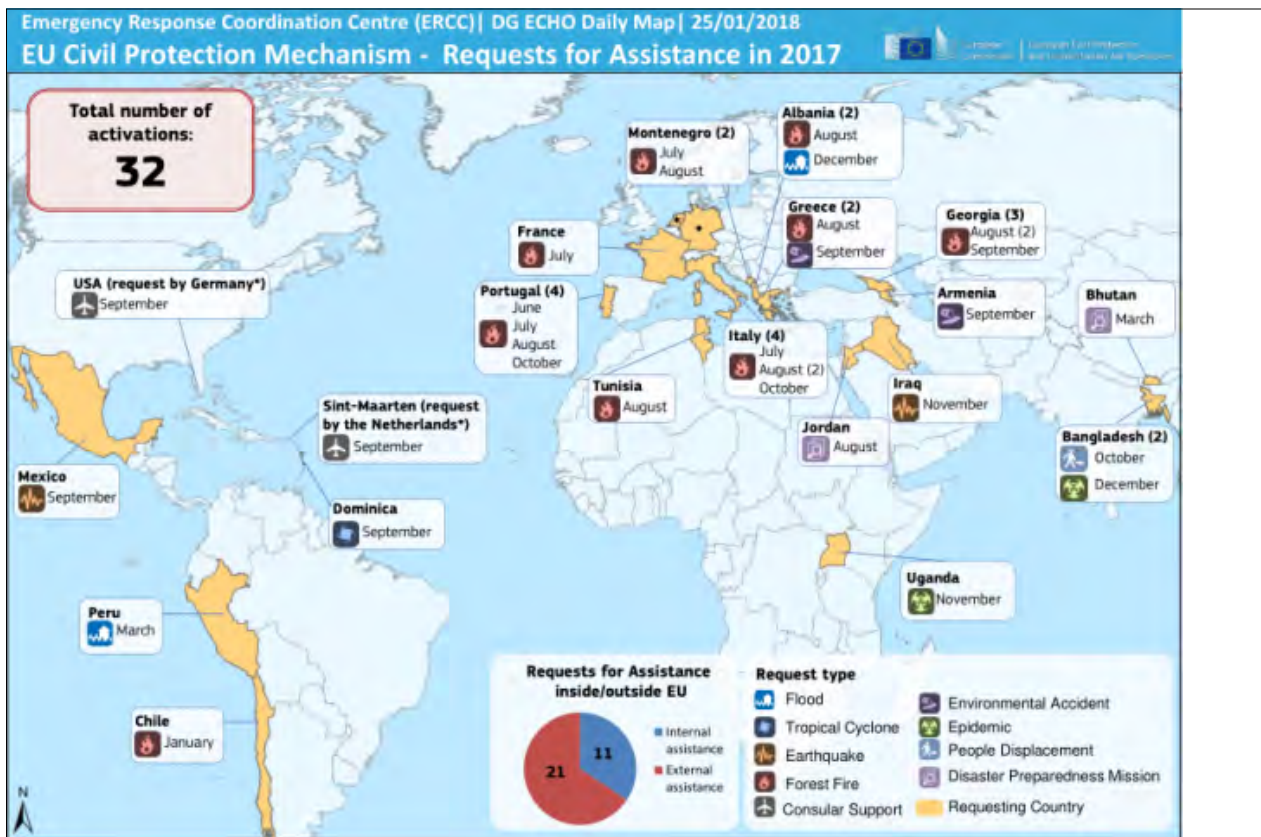 Emergency Response Coordination Centre (ERCC)| DG ECHO Daily Map| 25/01/2018
EU Civil Protection Mechanism - Requests for Assistance in 2017
Total number of
activations:
32
Albania (2)
August
December
Montenegro (2)
July
August
Greece (2)
August
September
Georgia (3)
August (2)
September
France
July
USA (request by Germany*)
September
Portugal (4)
June
July
August
October
Armenia
September
Bhutan
March
Italy (4)
July
August (2)
October
Tunisia
August
Iraq
November
Sint-Maarten (request
by the Netherlands*)
September
Jordan
August
Bangladesh (2)
October
December
Mexico
September
Dominica
September
Uganda
November
Peru
March
Chile
January
Requests for Assistance
inside/outside EU
11
21
Internal
assistance
External
assistance
Request type
Flood
Tropical Cyclone
Earthquake
Forest Fire
Consular Support
Environmental Accident
Epidemic
People Displacement
Disaster Preparedness Mission
Requesting Country
N